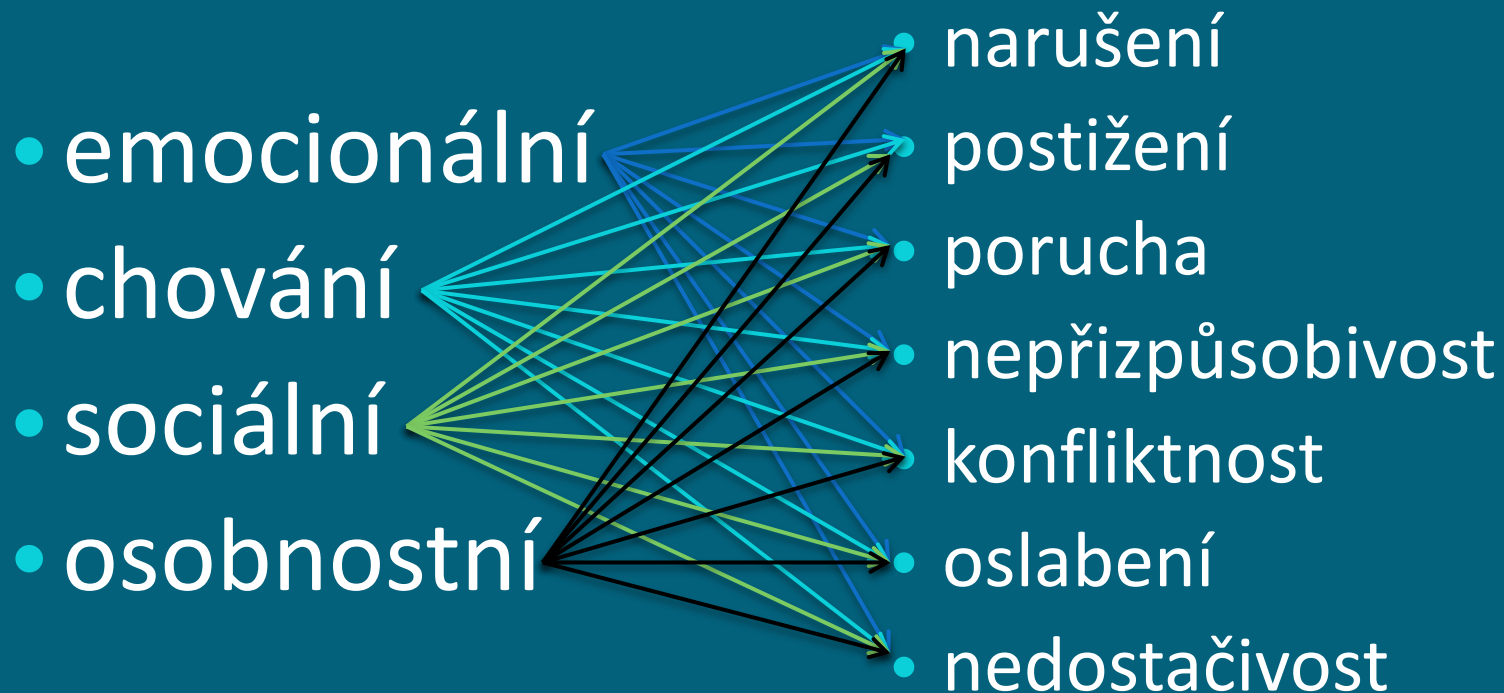 emocionální
chování
sociální
osobnostní
narušení
postižení
porucha
nepřizpůsobivost
konfliktnost
oslabení
nedostačivost